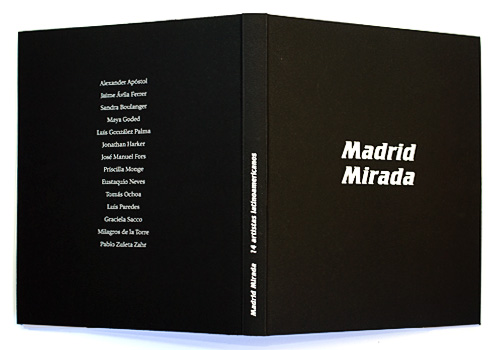 Alexander Apóstol
Jaime Ávila Ferrer
Sandra Boulanger
Maya Goded
Luis González Palma
Jonathan Harker
José Manuel Fors
Priscilla Monge
Eustaquio Neves
Tomás Ochoa
Luis Paredes
Graciela Sacco
Milagros de la Torre
Pablo Zuleta Zahr
Madrid Mirada 14 artistas latinoamericanos
Madrid
Mirada